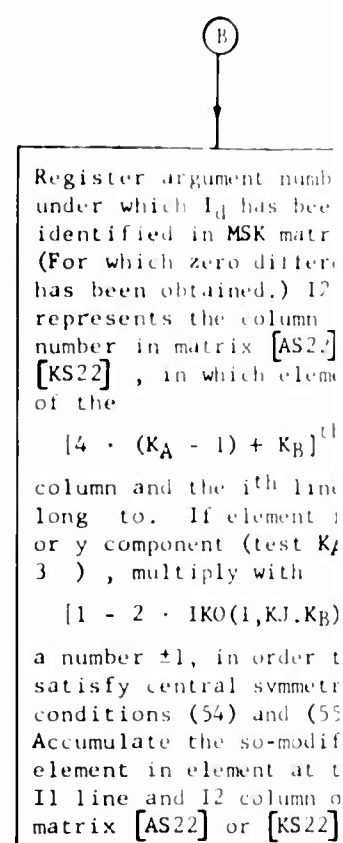 B
Register argument numb
under which I_d has bee
identified in MSK matr
(For which zero differe
has been obtained.) I2
represents the column
number in matrix [AS22]
[KS22] , in which eleme
of the
[4 · (K_A - 1) + K_B]^th
column and the i^th line
long to. If element
or y component (test K_A
3 ) , multiply with
[1 - 2 · IKO(1,KJ.K_B)
a number ±1, in order t
satisfy central symmetr
conditions (54) and (55
Accumulate the so-modif
element in element at t
I1 line and I2 column o
matrix [AS22] or [KS22]